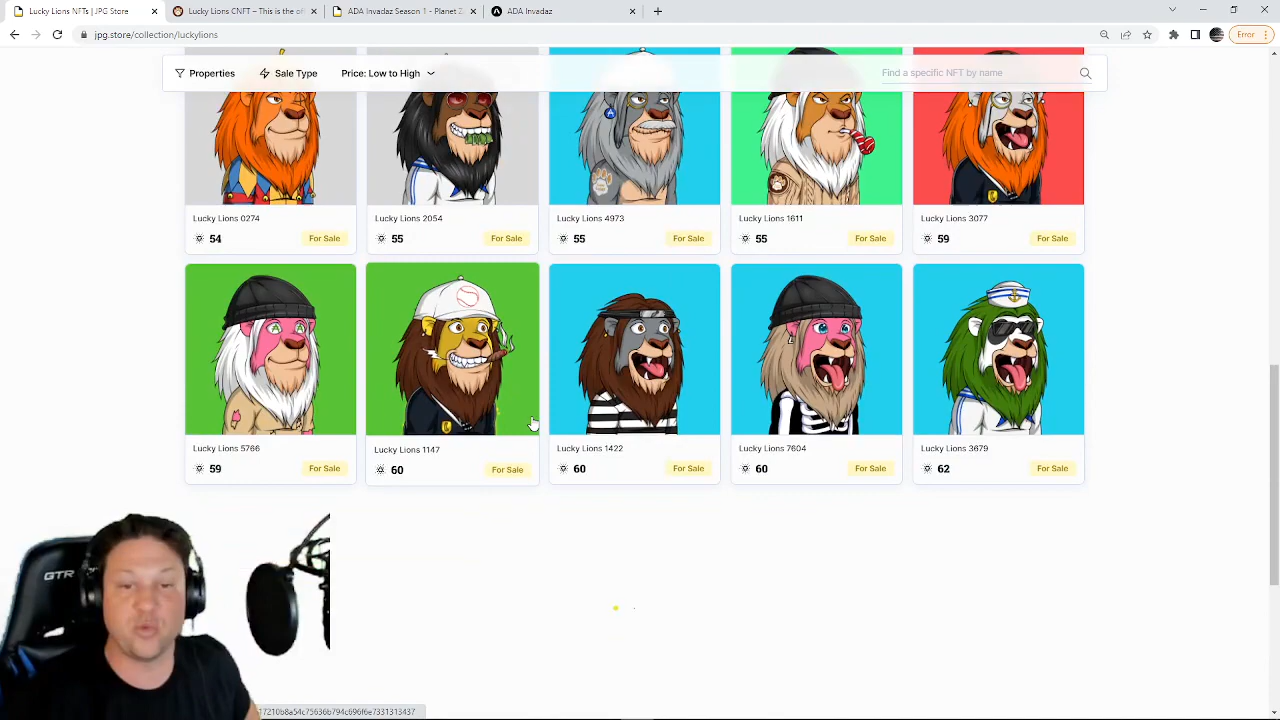 Lucky Lions NFTs | JPG Store
Lucky Lions CNFT – This is the of
ADA Invadaz Season 1 - Planet Z
ADA Invadaz
jpg.store/collection/luckylions
Error
Properties
Sale Type
Price: Low to High
Find a specific NFT by name
Lucky Lions 0274
Lucky Lions 2054
Lucky Lions 4973
Lucky Lions 1611
Lucky Lions 3077
54 For Sale
55 For Sale
55 For Sale
55 For Sale
59 For Sale
Lucky Lions 5766
Lucky Lions 1147
Lucky Lions 1422
Lucky Lions 7604
Lucky Lions 3679
59 For Sale
60 For Sale
60 For Sale
60 For Sale
62 For Sale
GTR